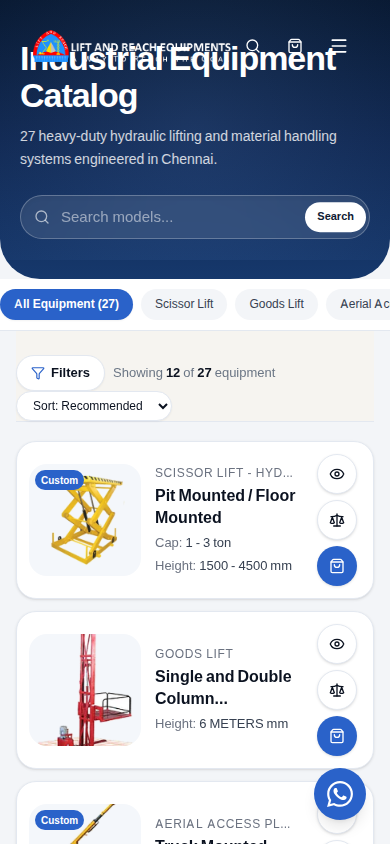 LIFT AND REACH EQUIPMENTS
Industrial Equipment
Catalog
27 heavy-duty hydraulic lifting and material handling
systems engineered in Chennai.
Search models...
Search
All Equipment (27)
Scissor Lift
Goods Lift
Aerial Ac
Filters
Showing 12 of 27 equipment
Sort: Recommended
Custom
SCISSOR LIFT - HYD...
Pit Mounted / Floor
Mounted
Cap: 1 - 3 ton
Height: 1500 - 4500 mm
GOODS LIFT
Single and Double
Column...
Height: 6 METERS mm
Custom
AERIAL ACCESS PL...
Truck Mounted